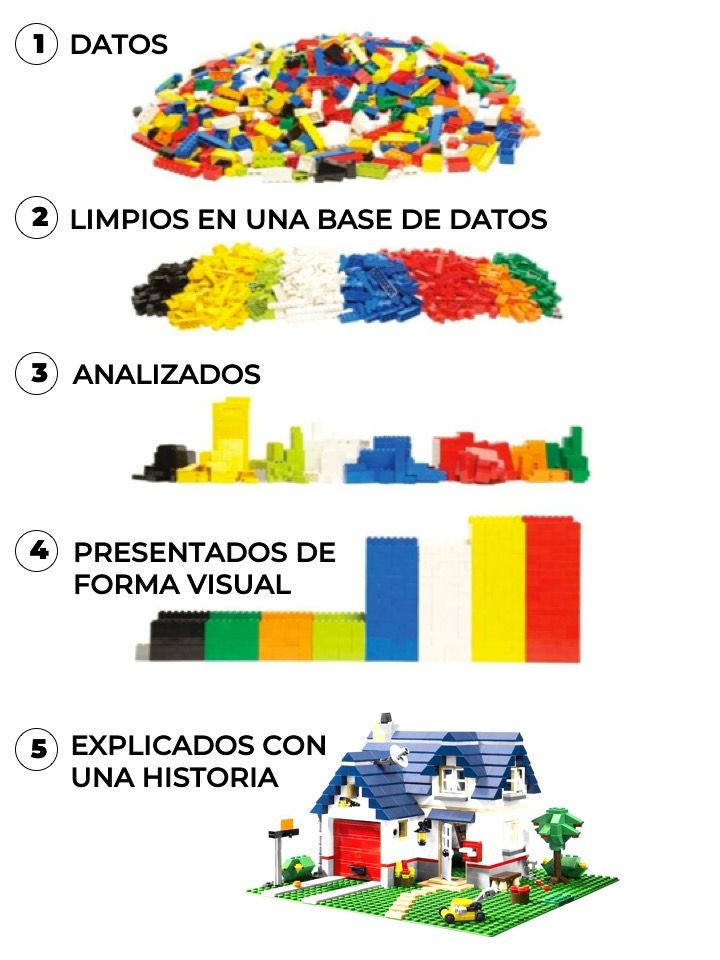 1 DATOS
2 LIMPIOS EN UNA BASE DE DATOS
3 ANALIZADOS
4 PRESENTADOS DE
FORMA VISUAL
5 EXPLICADOS CON
UNA HISTORIA